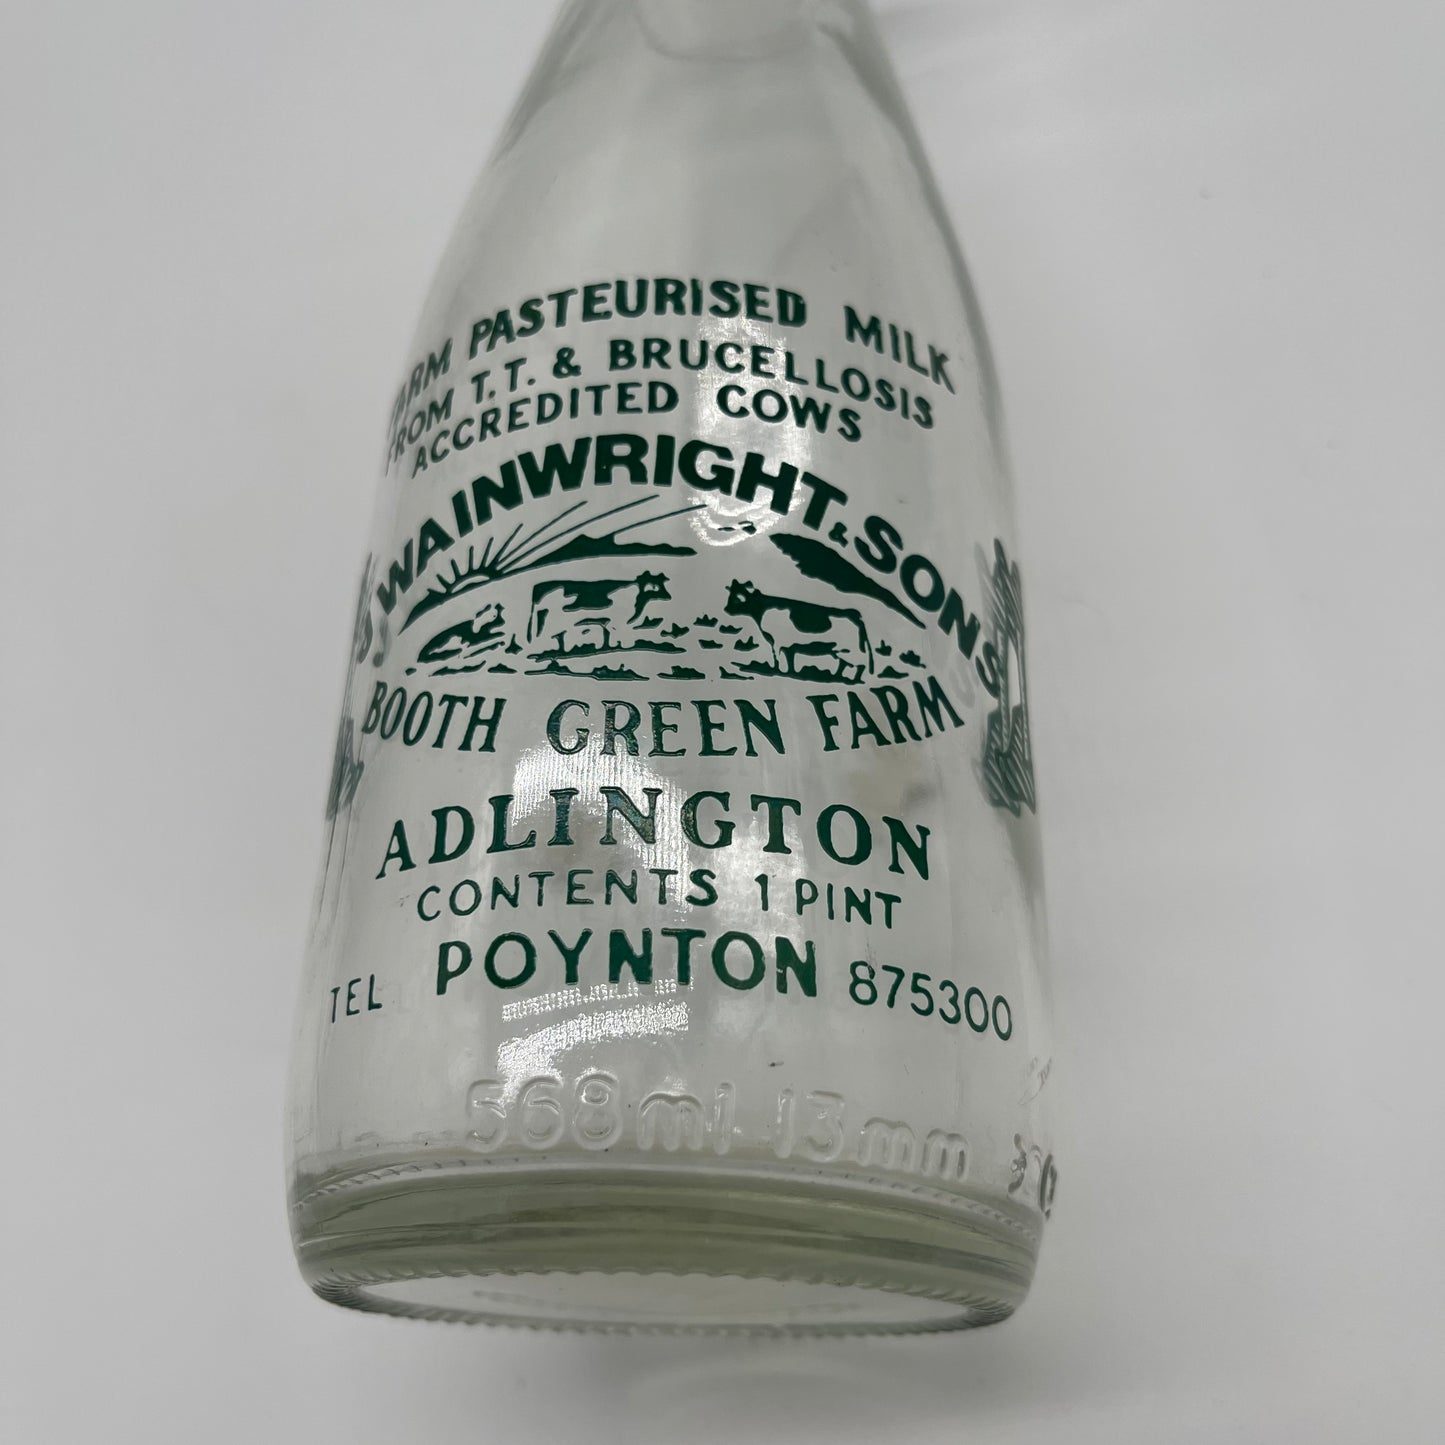 FARM PASTEURISED MILK
FROM T.T. & BRUCELLOSIS
ACCREDITED COWS
WAINWRIGHT & SONS
BOOTH GREEN FARM
ADLINGTON
CONTENTS 1 PINT
TEL POYNTON 875300
568ml 13mm